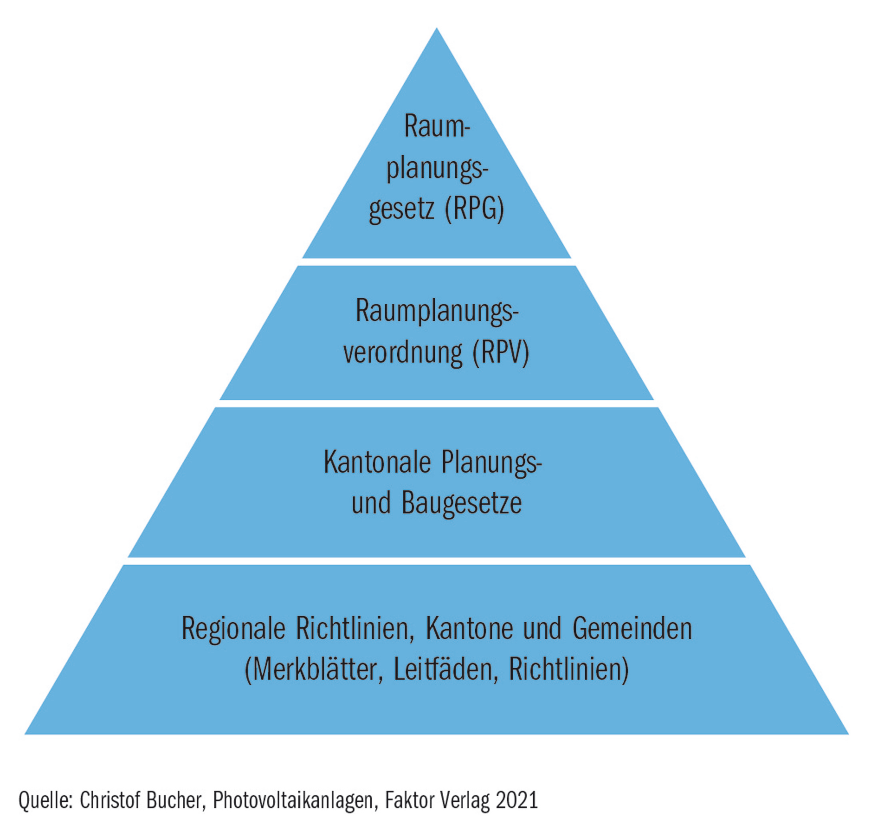 Raum-
planungs-
gesetz (RPG)
Raumplanungs-
verordnung (RPV)
Kantonale Planungs-
und Baugesetze
Regionale Richtlinien, Kantone und Gemeinden
(Merkblätter, Leitfäden, Richtlinien)
Quelle: Christof Bucher, Photovoltaikanlagen, Faktor Verlag 2021